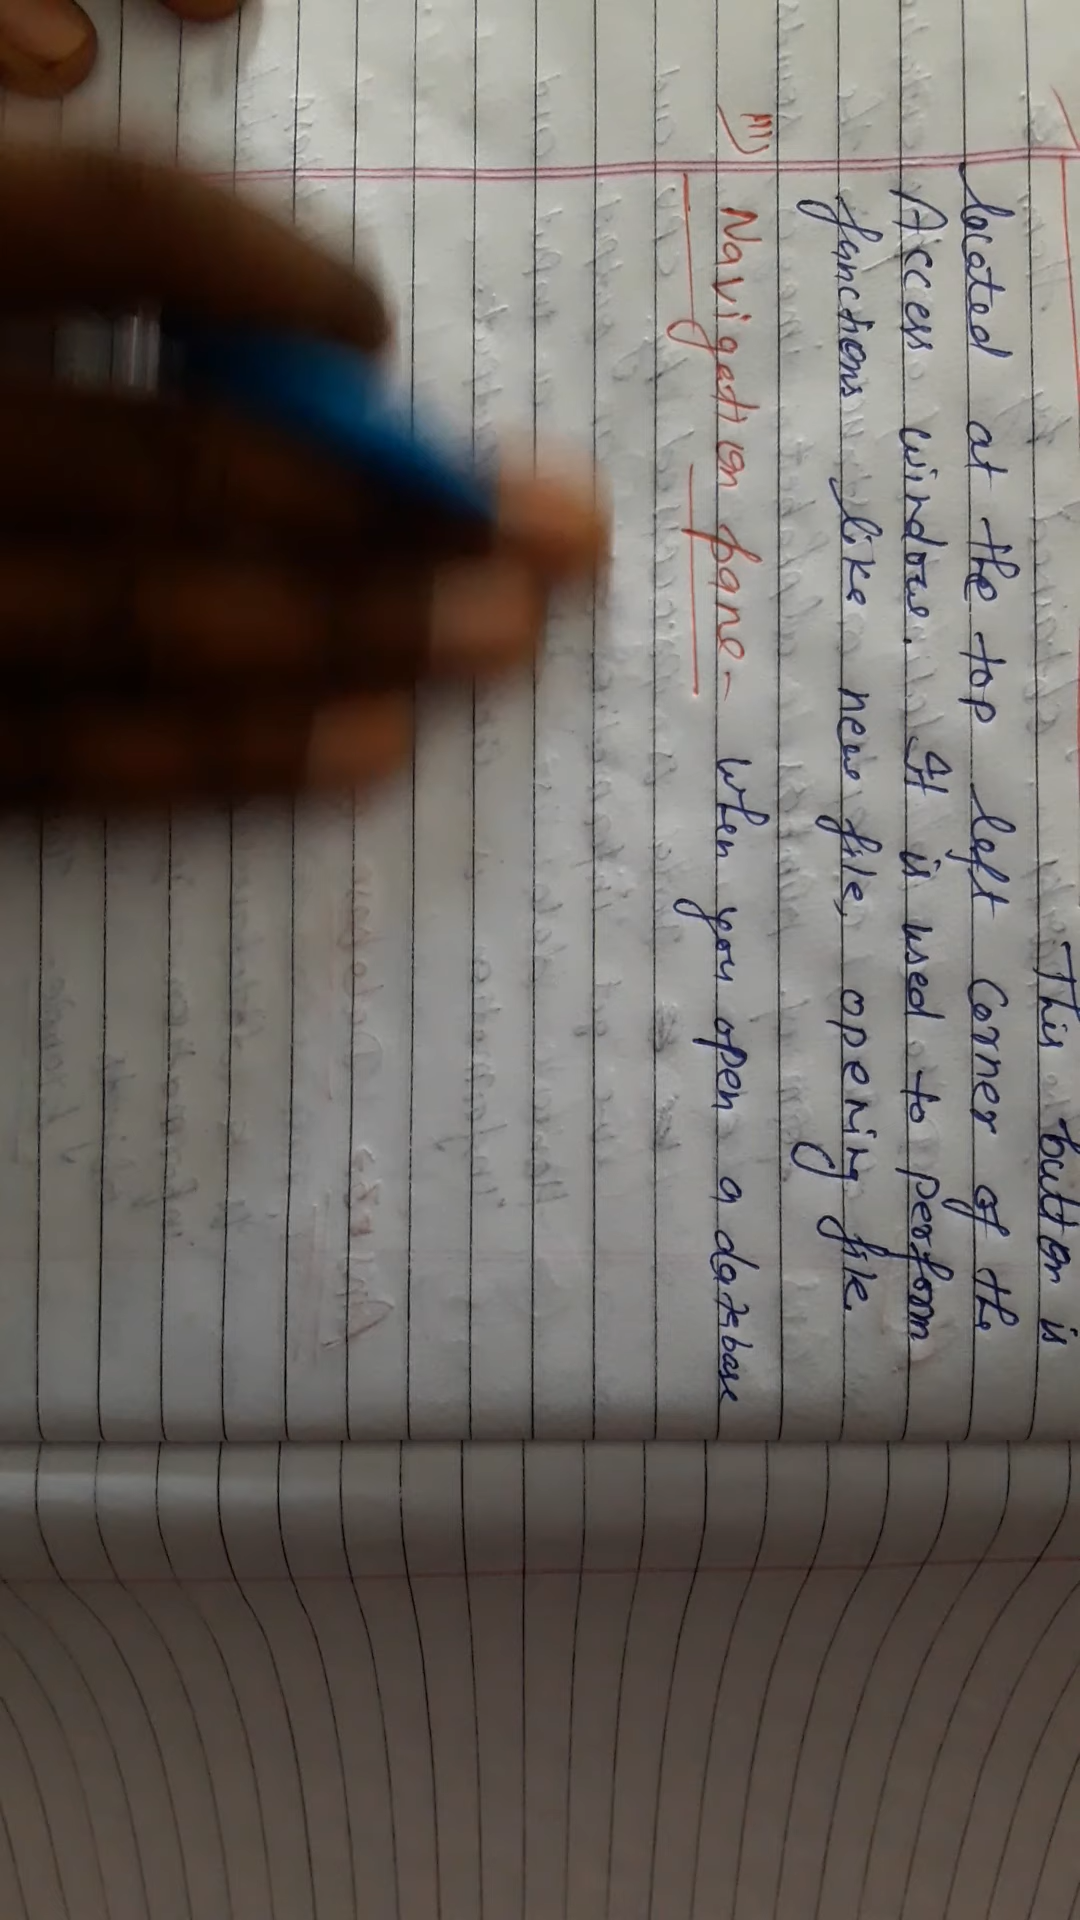 This button is
located at the top left corner of the
Access window. It is used to perform
functions like new file, opening file.
III) Navigation pane - when you open a database